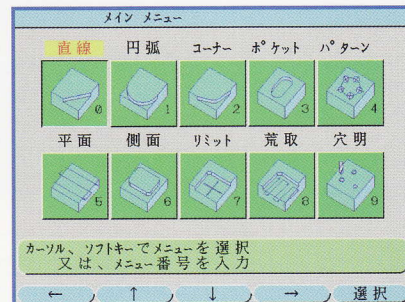 メイン メニュー
直線 円弧 コーナー ポケット パターン
0 1 2 3 4
平面 側面 リミット 荒取 穴明
5 6 7 8 9
カーソル、ソフトキーでメニューを選択
又は、メニュー番号を入力
← ↑ ↓ → 選択